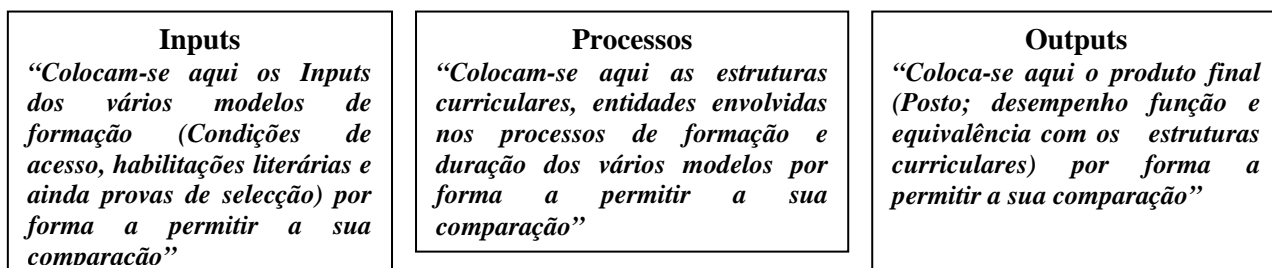 Inputs
“Colocam-se aqui os Inputs
dos vários modelos de
formação (Condições de
acesso, habilitações literárias e
ainda provas de selecção) por
forma a permitir a sua
comparação”
Processos
“Colocam-se aqui as estruturas
curriculares, entidades envolvidas
nos processos de formação e
duração dos vários modelos por
forma a permitir a sua
comparação”
Outputs
“Coloca-se aqui o produto final
(Posto; desempenho função e
equivalência com os estruturas
curriculares) por forma a
permitir a sua comparação”